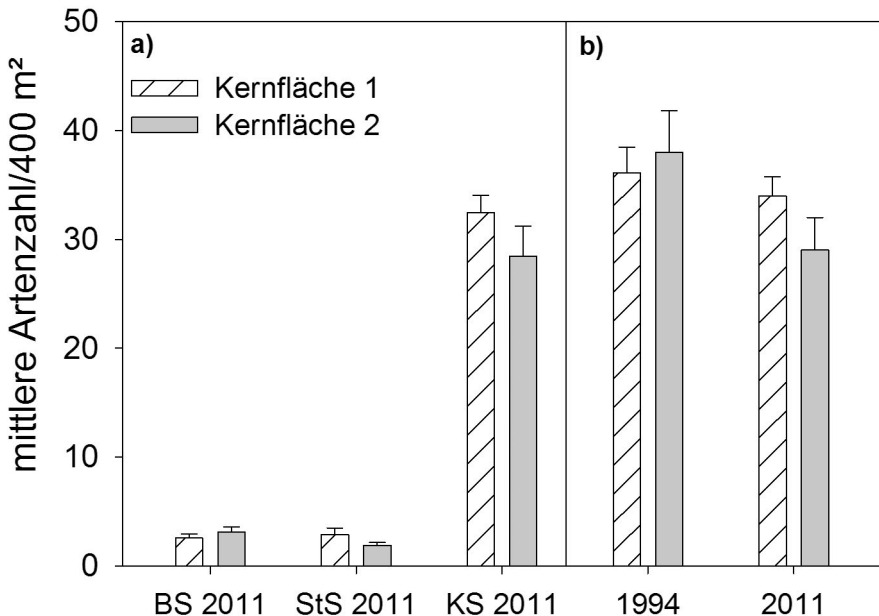 mittlere Artenzahl/400 m²
50
40
30
20
10
0
a)
Kernfläche 1
Kernfläche 2
b)
BS 2011
StS 2011
KS 2011
1994
2011